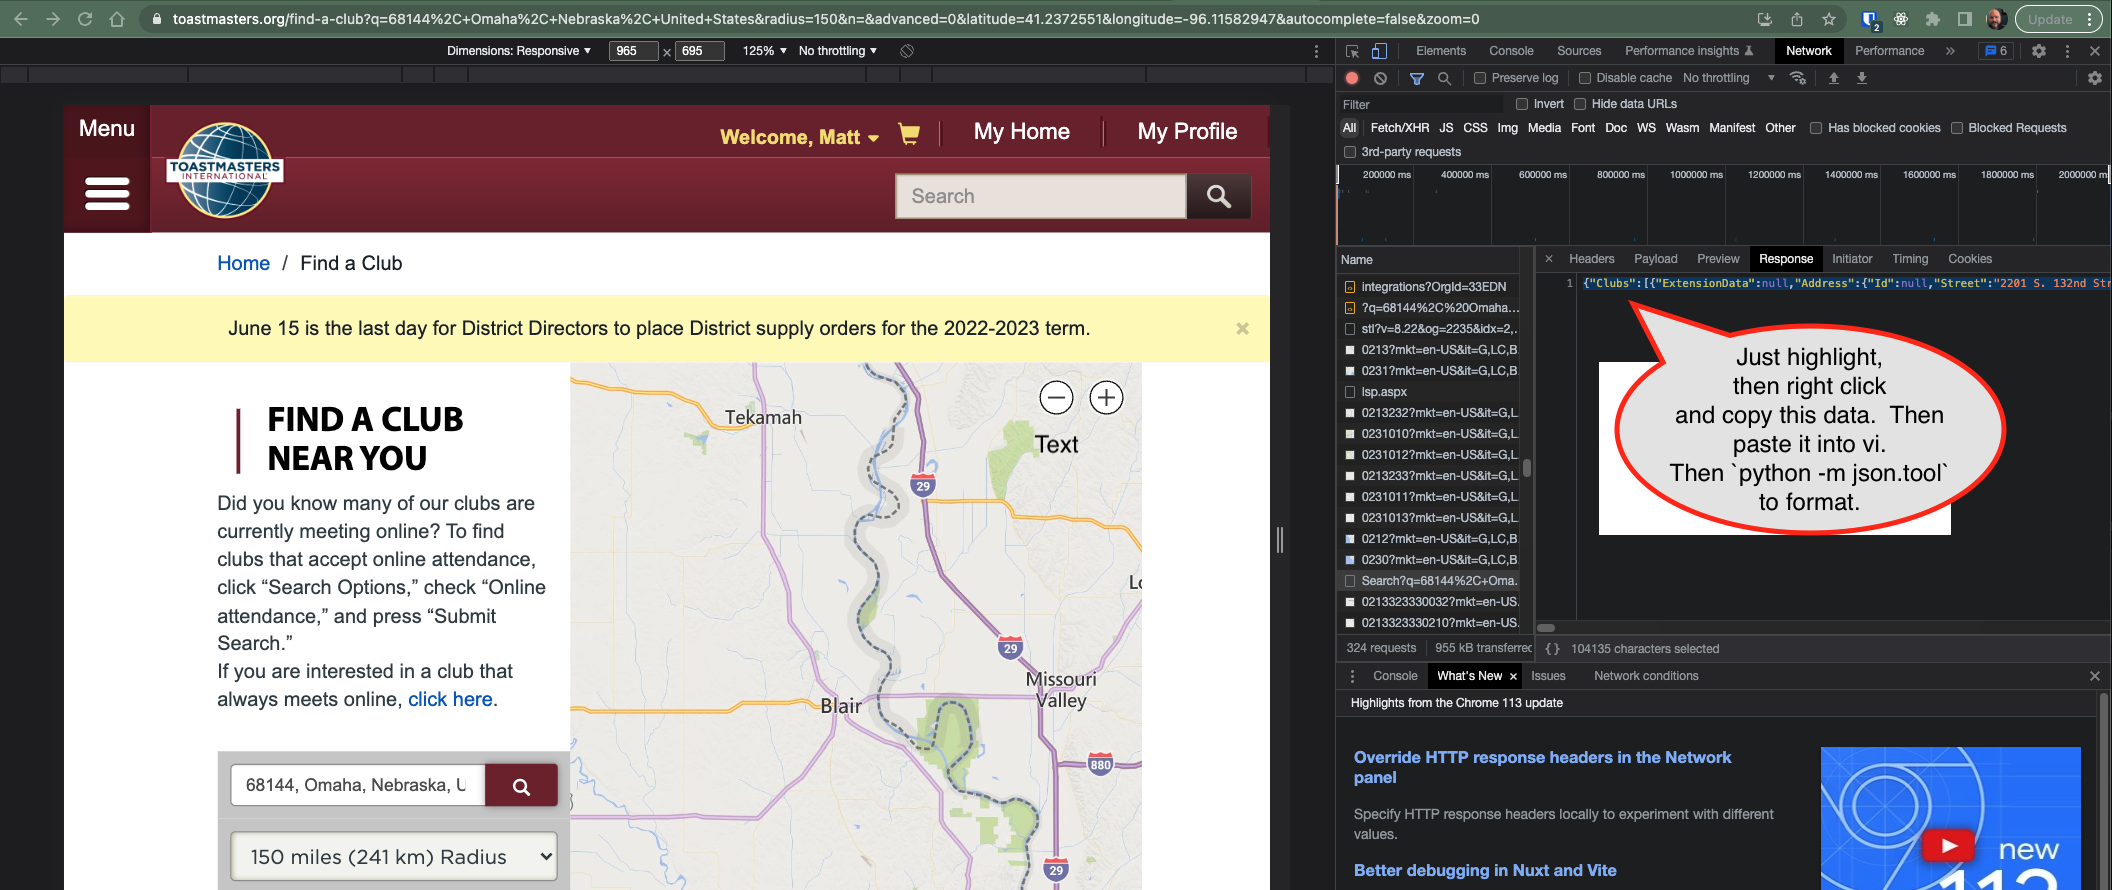 toastmasters.org/find-a-club?q=68144%2C+Omaha%2C+Nebraska%2C+United+States&radius=150&n=&advanced=0&latitude=41.2372551&longitude=-96.11582947&autocomplete=false&zoom=0
2
Update
Dimensions: Responsive
965 × 695
125%
No throttling
Elements Console Sources Performance insights Network Performance » 6
Preserve log Disable cache No throttling
Filter
Invert Hide data URLs
All Fetch/XHR JS CSS Img Media Font Doc WS Wasm Manifest Other Has blocked cookies Blocked Requests
3rd-party requests
200000 ms 400000 ms 600000 ms 800000 ms 1000000 ms 1200000 ms 1400000 ms 1600000 ms 1800000 ms 2000000 m
Menu
TOASTMASTERS
INTERNATIONAL
Welcome, Matt
My Home
My Profile
Search
Home / Find a Club
June 15 is the last day for District Directors to place District supply orders for the 2022-2023 term.
FIND A CLUB
NEAR YOU
Did you know many of our clubs are
currently meeting online? To find
clubs that accept online attendance,
click “Search Options,” check “Online
attendance,” and press “Submit
Search.”
If you are interested in a club that
always meets online, click here.
68144, Omaha, Nebraska, U
150 miles (241 km) Radius
Tekamah
Text
29
29
Missouri
Valley
Blair
880
29
Lo
Name
integrations?OrgId=33EDN
?q=68144%2C%20Omaha...
stl?v=8.22&og=2235&idx=2,.
0213?mkt=en-US&it=G,LC,B.
0231?mkt=en-US&it=G,LC,B.
lsp.aspx
0213232?mkt=en-US&it=G,L.
0231010?mkt=en-US&it=G,L.
0231012?mkt=en-US&it=G,L.
0213233?mkt=en-US&it=G,L.
0231011?mkt=en-US&it=G,L.
0231013?mkt=en-US&it=G,L.
0212?mkt=en-US&it=G,LC,B.
0230?mkt=en-US&it=G,LC,B.
Search?q=68144%2C+Oma.
0213323330032?mkt=en-US.
0213323330210?mkt=en-US.
324 requests 955 kB transferrec
Headers Payload Preview Response Initiator Timing Cookies
1 {"Clubs":[{"ExtensionData":null,"Address":{"Id":null,"Street":"2201 S. 132nd Str
Just highlight,
then right click
and copy this data. Then
paste it into vi.
Then `python -m json.tool`
to format.
{} 104135 characters selected
Console What's New Issues Network conditions
Highlights from the Chrome 113 update
Override HTTP response headers in the Network
panel
Specify HTTP response headers locally to experiment with different
values.
Better debugging in Nuxt and Vite
new
113